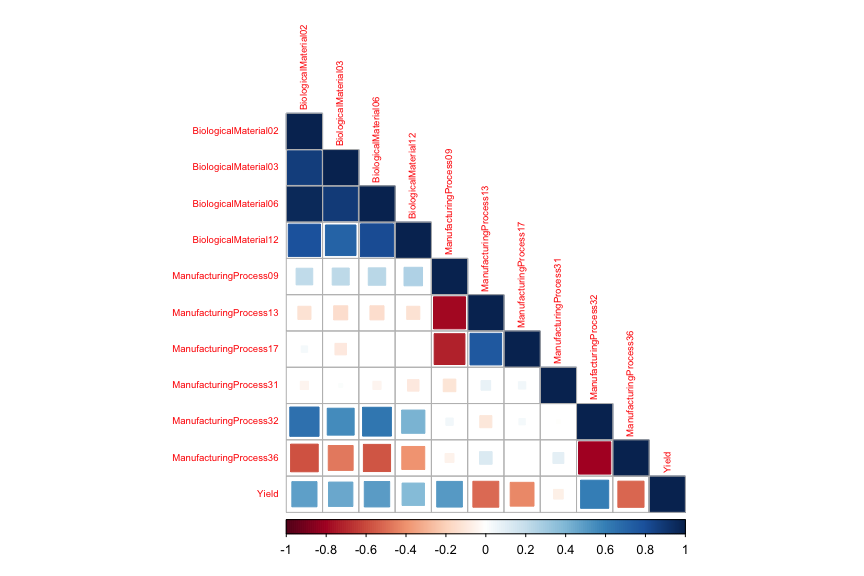 BiologicalMaterial02
BiologicalMaterial03
BiologicalMaterial06
BiologicalMaterial12
ManufacturingProcess09
ManufacturingProcess13
ManufacturingProcess17
ManufacturingProcess31
ManufacturingProcess32
ManufacturingProcess36
Yield
BiologicalMaterial02
BiologicalMaterial03
BiologicalMaterial06
BiologicalMaterial12
ManufacturingProcess09
ManufacturingProcess13
ManufacturingProcess17
ManufacturingProcess31
ManufacturingProcess32
ManufacturingProcess36
Yield
-1 -0.8 -0.6 -0.4 -0.2 0 0.2 0.4 0.6 0.8 1